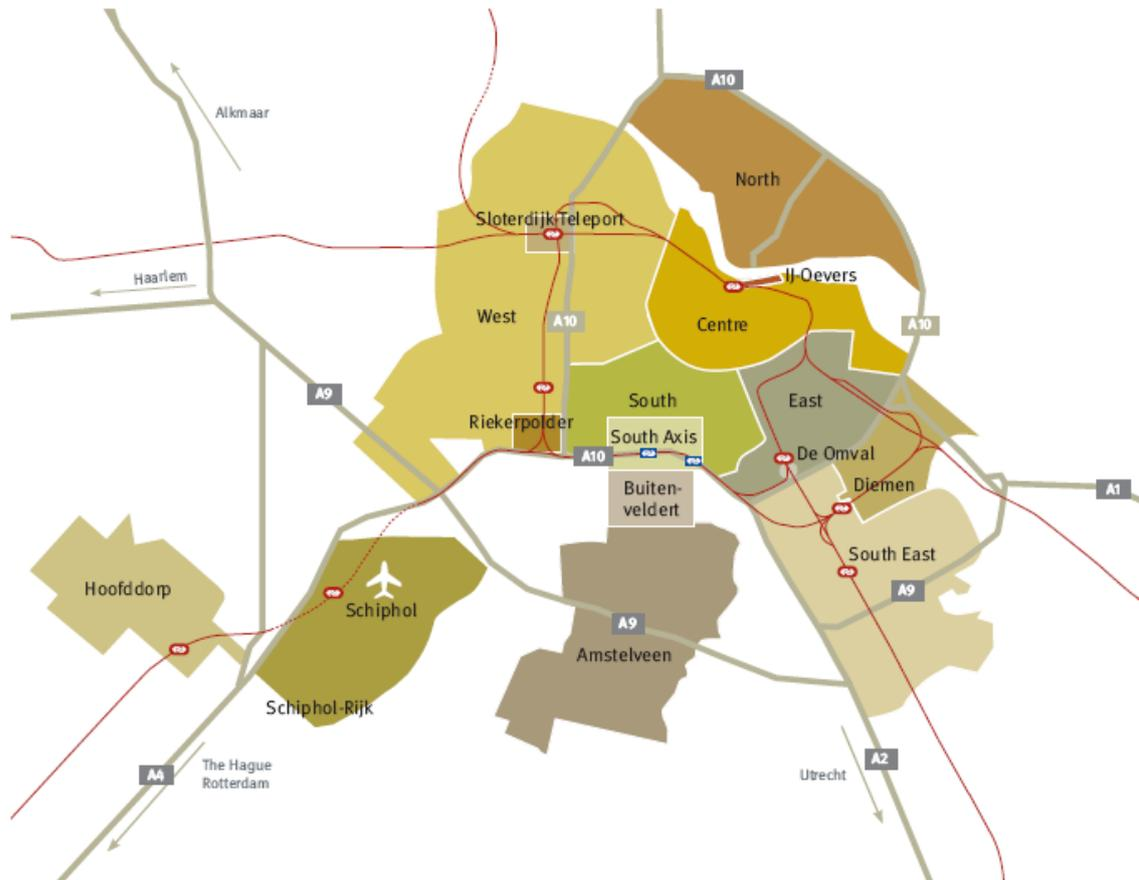 A10
Alkmaar
North
Sloterdijk Teleport
Haarlem
IJ-Oevers
West
A10
Centre
A10
A9
South
East
Riekerpolder
South Axis
A10
De Omval
Diemen
Buiten-
veldert
A1
South East
Hoofddorp
Schiphol
A9
A9
Amstelveen
Schiphol-Rijk
The Hague
Rotterdam
A4
Utrecht
A2